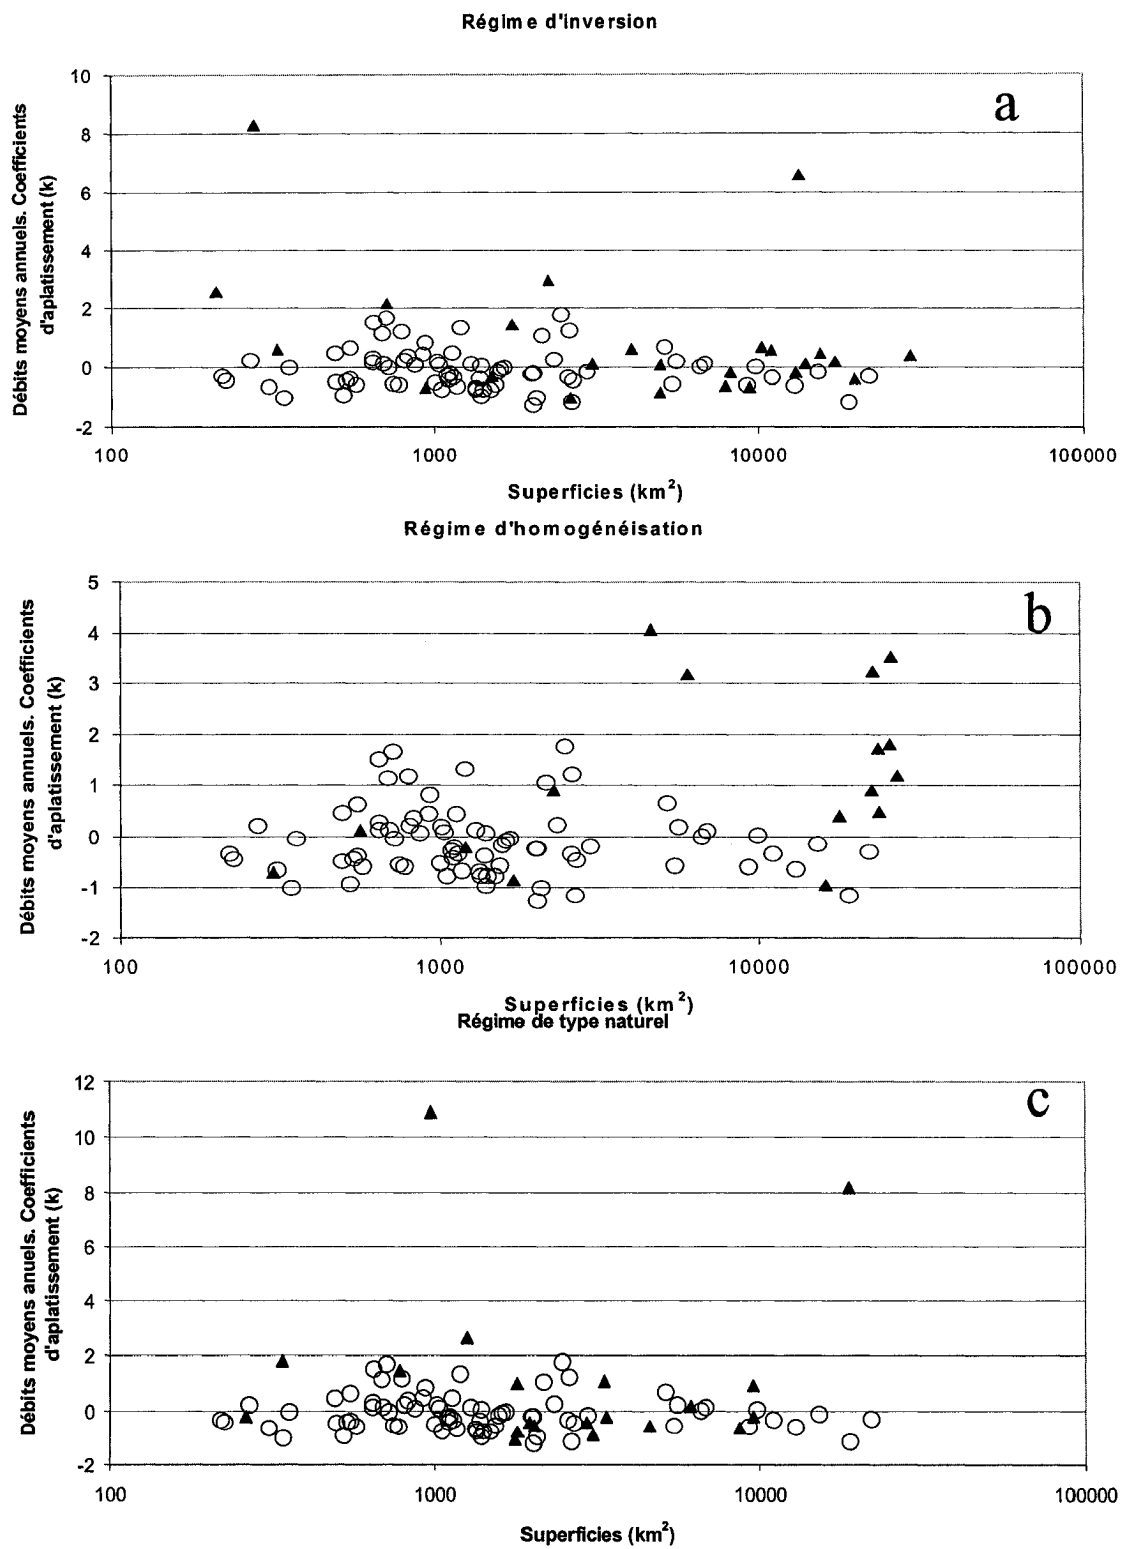 Régime d'inversion
Débits moyens annuels. Coefficients
d'aplatissement (k)
a
10
8
6
4
2
0
-2
100 1000 10000 100000
Superficies (km²)
Régime d'homogénéisation
Débits moyens annuels. Coefficients
d'aplatissement (k)
b
5
4
3
2
1
0
-1
-2
100 1000 10000 100000
Superficies (km²)
Régime de type naturel
Débits moyens anuels. Coefficients
d'aplatissement (k)
c
12
10
8
6
4
2
0
-2
100 1000 10000 100000
Superficies (km²)